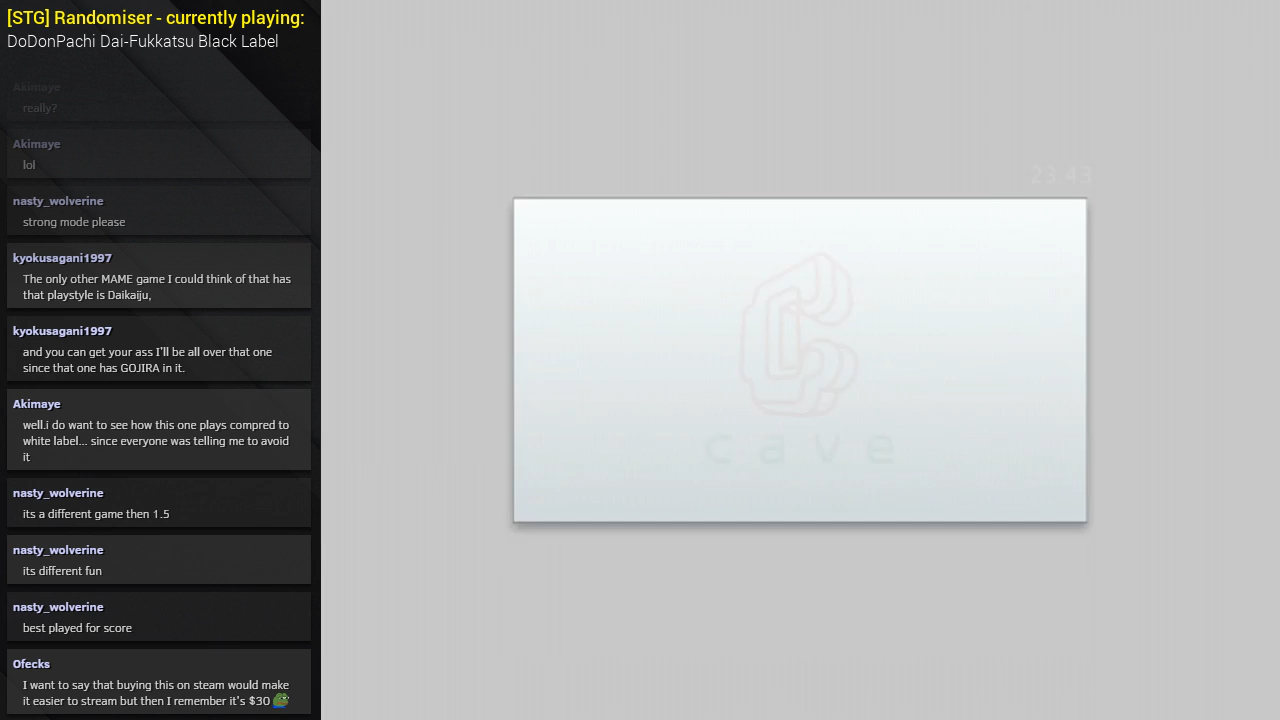 [STG] Randomiser - currently playing:
DoDonPachi Dai-Fukkatsu Black Label
Akimaye
really?
Akimaye
lol
nasty_wolverine
strong mode please
kyokusagani1997
The only other MAME game I could think of that has
that playstyle is Daikaiju,
kyokusagani1997
and you can get your ass I'll be all over that one
since that one has GOJIRA in it.
Akimaye
well.i do want to see how this one plays compred to
white label... since everyone was telling me to avoid
it
nasty_wolverine
its a different game then 1.5
nasty_wolverine
its different fun
nasty_wolverine
best played for score
Ofecks
I want to say that buying this on steam would make
it easier to stream but then I remember it's $30
23:43
cave